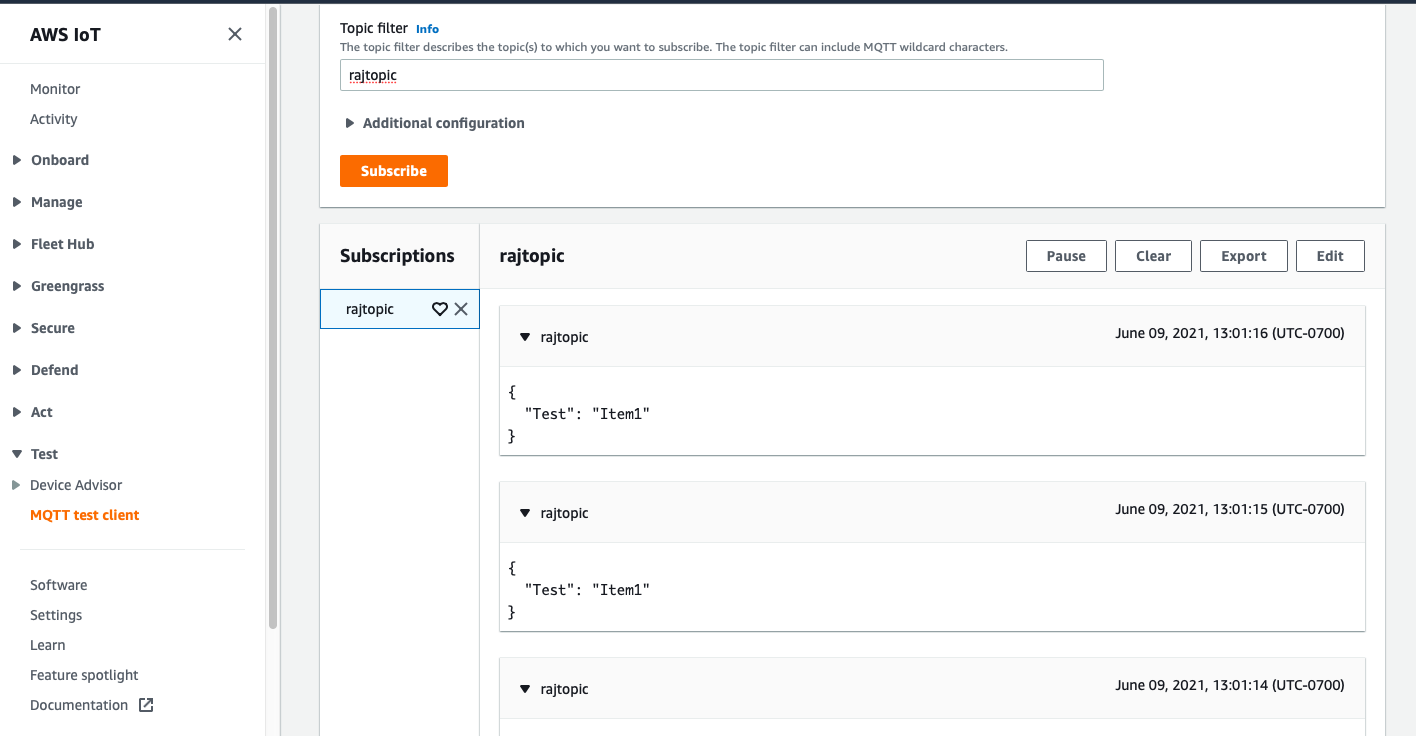 AWS IoT
Monitor
Activity
Onboard
Manage
Fleet Hub
Greengrass
Secure
Defend
Act
Test
Device Advisor
MQTT test client
Software
Settings
Learn
Feature spotlight
Documentation
Topic filter Info
The topic filter describes the topic(s) to which you want to subscribe. The topic filter can include MQTT wildcard characters.
rajtopic
Additional configuration
Subscribe
Subscriptions
rajtopic
rajtopic
Pause Clear Export Edit
rajtopic June 09, 2021, 13:01:16 (UTC-0700)
{
"Test": "Item1"
}
rajtopic June 09, 2021, 13:01:15 (UTC-0700)
{
"Test": "Item1"
}
rajtopic June 09, 2021, 13:01:14 (UTC-0700)